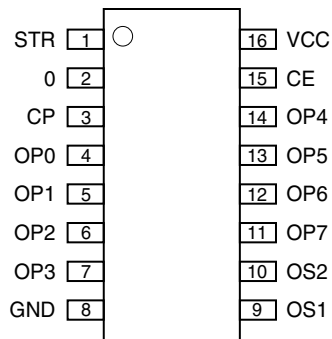 STR 1 16 VCC
0 2 15 CE
CP 3 14 OP4
OP0 4 13 OP5
OP1 5 12 OP6
OP2 6 11 OP7
OP3 7 10 OS2
GND 8 9 OS1